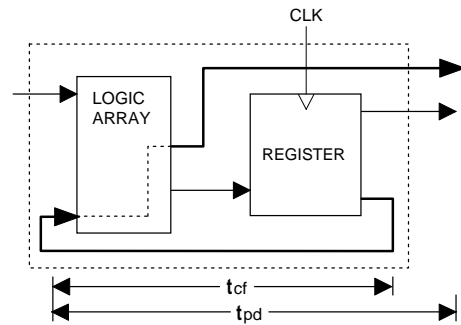 CLK
LOGIC
ARRAY
REGISTER
tcf
tpd